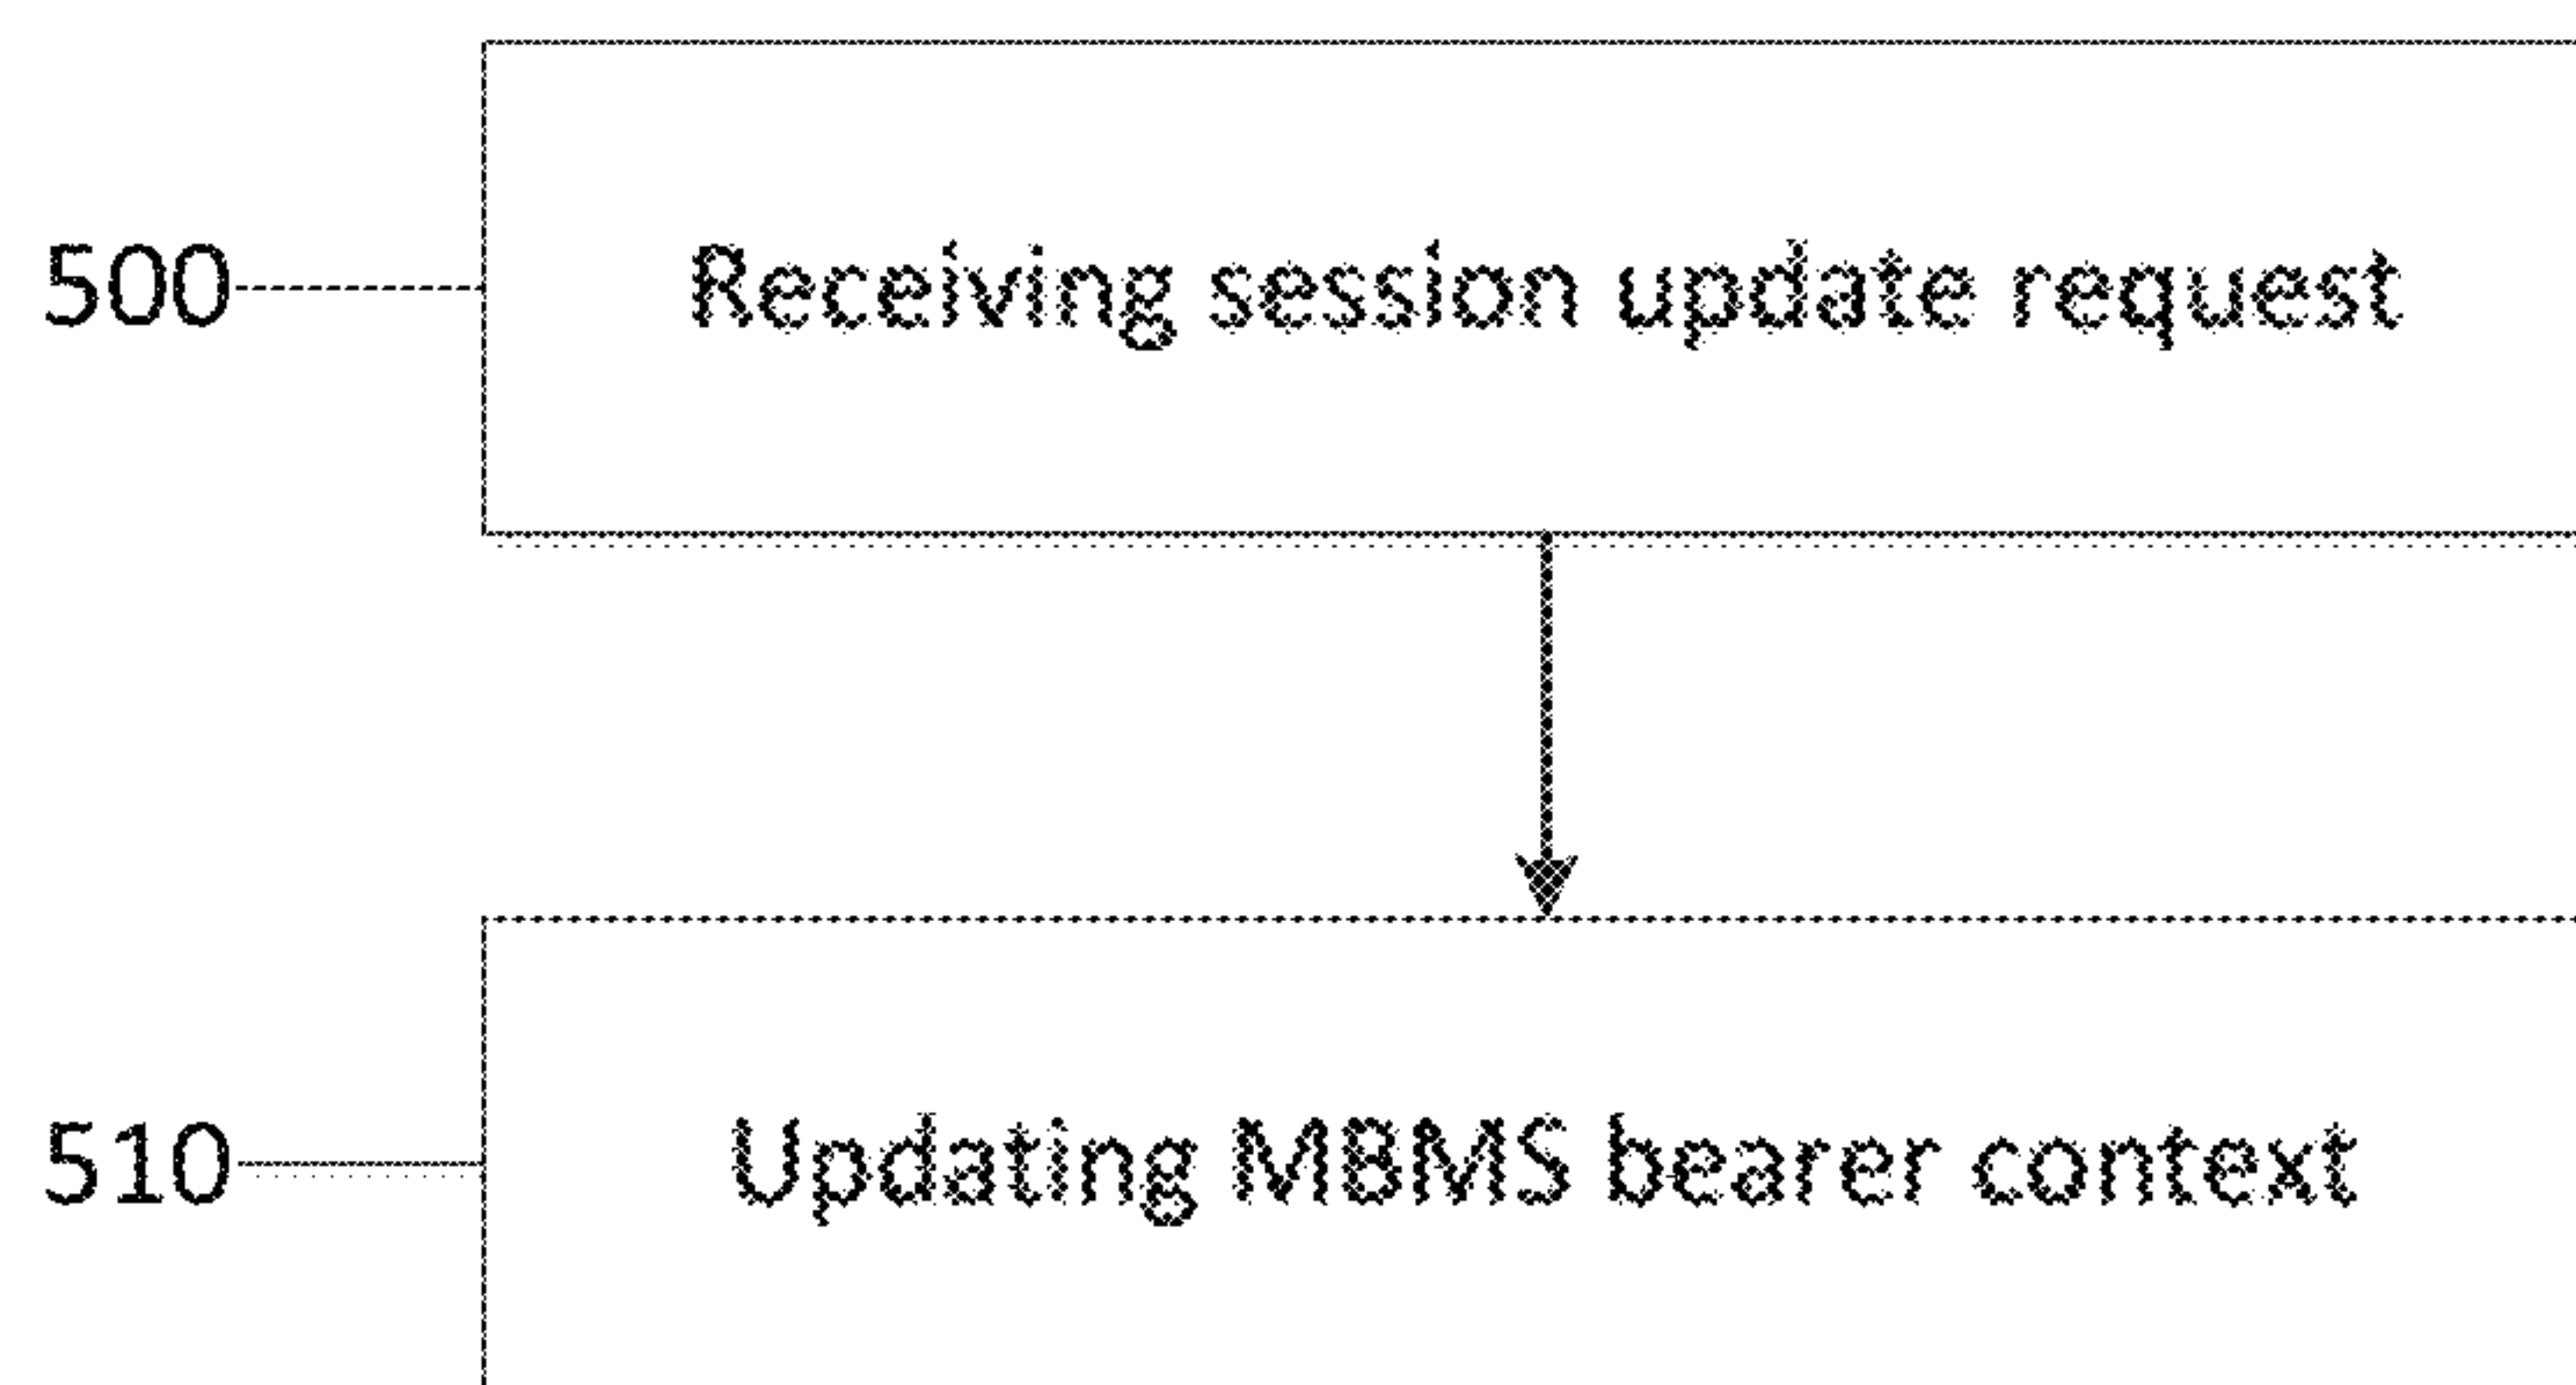 500 Receiving session update request
510 Updating MBMS bearer context